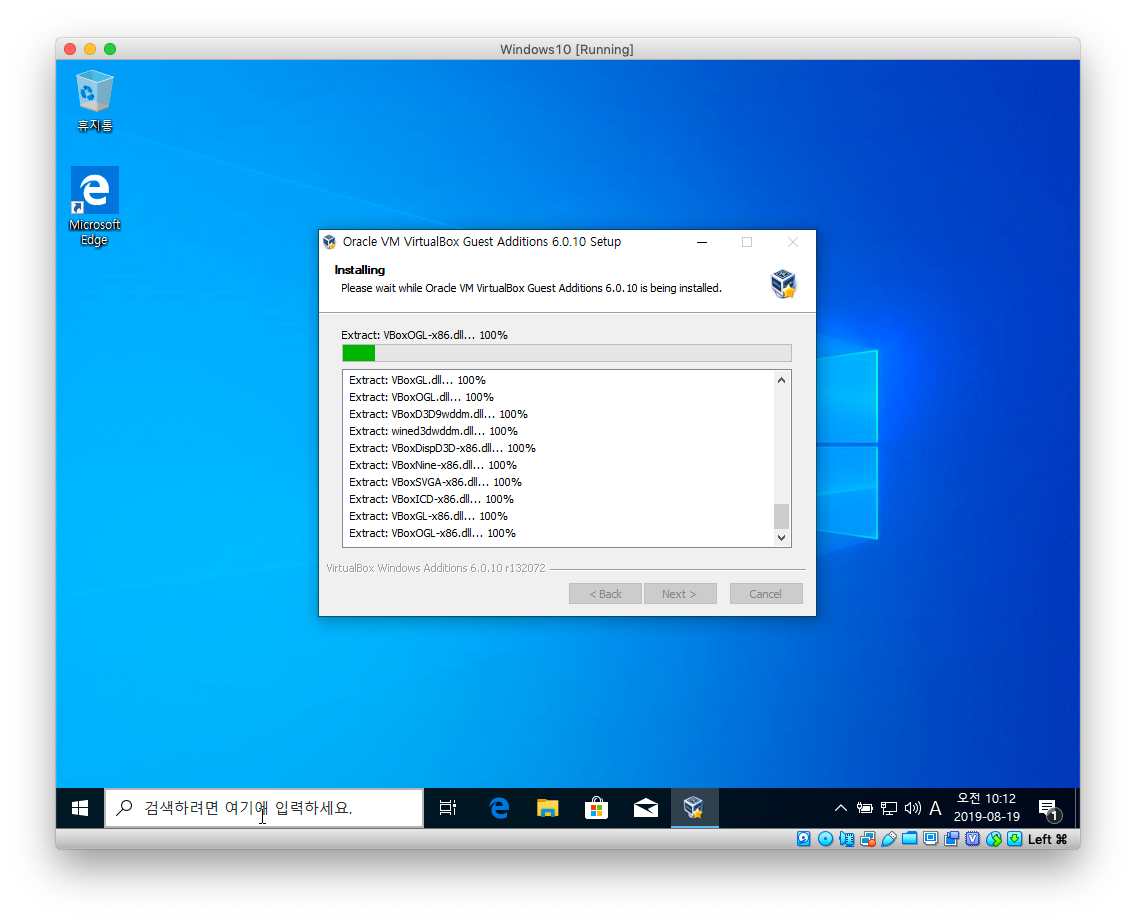 Windows10 [Running]
휴지통
Microsoft
Edge
Oracle VM VirtualBox Guest Additions 6.0.10 Setup
Installing
Please wait while Oracle VM VirtualBox Guest Additions 6.0.10 is being installed.
Extract: VBoxOGL-x86.dll... 100%
Extract: VBoxGL.dll... 100%
Extract: VBoxOGL.dll... 100%
Extract: VBoxD3D9wddm.dll... 100%
Extract: wined3dwddm.dll... 100%
Extract: VBoxDispD3D-x86.dll... 100%
Extract: VBoxNine-x86.dll... 100%
Extract: VBoxSVGA-x86.dll... 100%
Extract: VBoxICD-x86.dll... 100%
Extract: VBoxGL-x86.dll... 100%
Extract: VBoxOGL-x86.dll... 100%
VirtualBox Windows Additions 6.0.10 r132072
< Back
Next >
Cancel
검색하려면 여기에 입력하세요.
A
오전 10:12
2019-08-19
1
Left ⌘